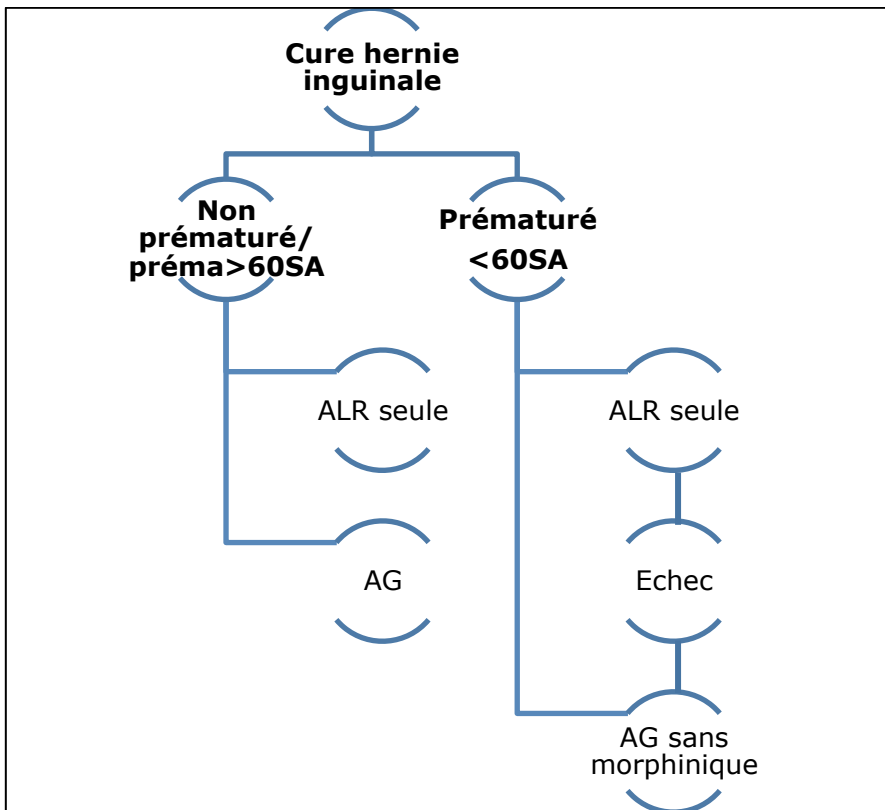 Cure hernie
inguinale
Non
prématuré/
préma>60SA
Prématuré
<60SA
ALR seule
AG
ALR seule
Echec
AG sans
morphinique